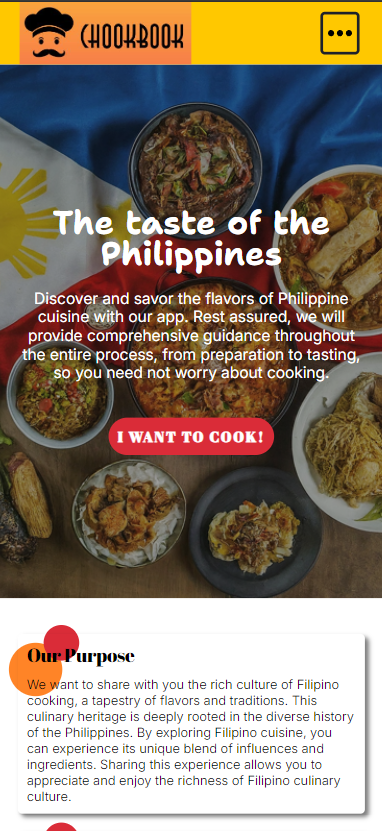 CHOOKBOOK
The taste of the
Philippines
Discover and savor the flavors of Philippine
cuisine with our app. Rest assured, we will
provide comprehensive guidance throughout
the entire process, from preparation to tasting,
so you need not worry about cooking.
I WANT TO COOK!
Our Purpose
We want to share with you the rich culture of Filipino
cooking, a tapestry of flavors and traditions. This
culinary heritage is deeply rooted in the diverse history
of the Philippines. By exploring Filipino cuisine, you
can experience its unique blend of influences and
ingredients. Sharing this experience allows you to
appreciate and enjoy the richness of Filipino culinary
culture.